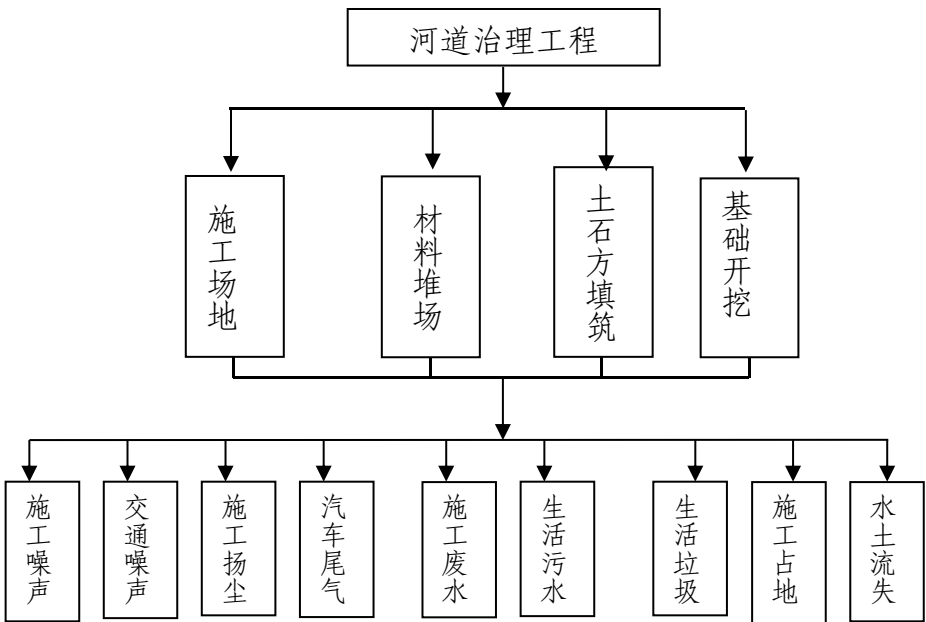 河道治理工程
施工场地
材料堆场
土石方填筑
基础开挖
施工噪声
交通噪声
施工扬尘
汽车尾气
施工废水
生活污水
生活垃圾
施工占地
水土流失